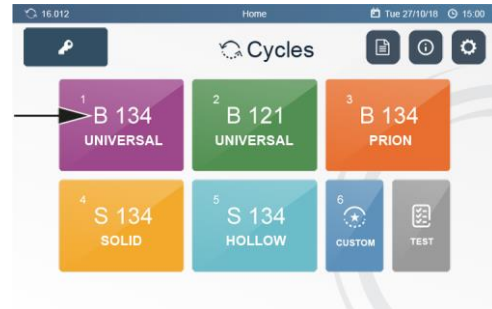 16.012 Home Tue 27/10/18 15:00
Cycles
1 2 3
B 134 B 121 B 134
UNIVERSAL UNIVERSAL PRION
4 5 6
S 134 S 134
SOLID HOLLOW CUSTOM TEST